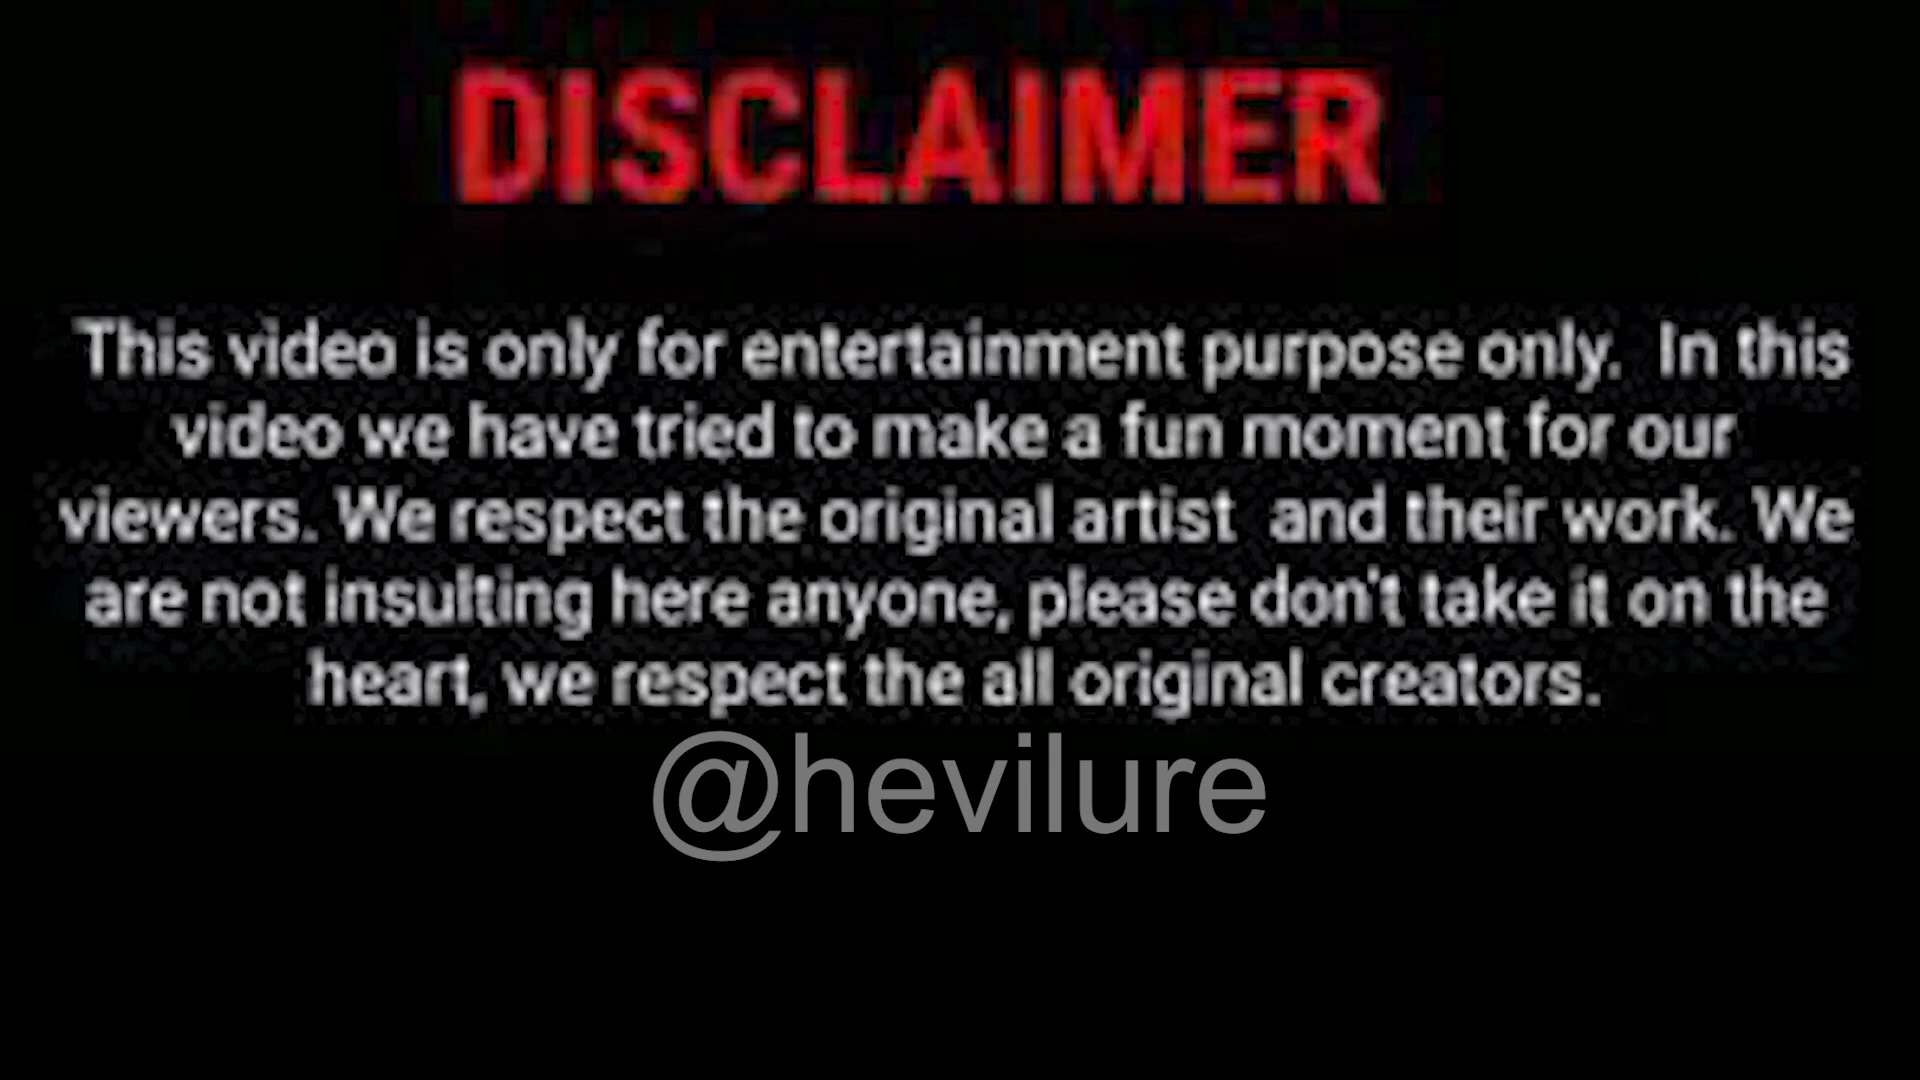 DISCLAIMER
This video is only for entertainment purpose only.  In this
video we have tried to make a fun moment for our
viewers. We respect the original artist  and their work. We
are not insulting here anyone, please don't take it on the
heart, we respect the all original creators.
@hevilure